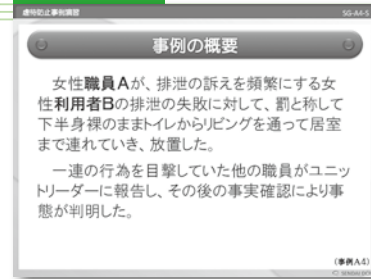 虐待防止事例演習
SG-A4-S
事例の概要
女性職員Aが、排泄の訴えを頻繁にする女
性利用者Bの排泄の失敗に対して、罰と称して
下半身裸のままトイレからリビングを通って居室
まで連れていき、放置した。
一連の行為を目撃していた他の職員がユニッ
トリーダーに報告し、その後の事実確認により事
態が判明した。
(事例A4)